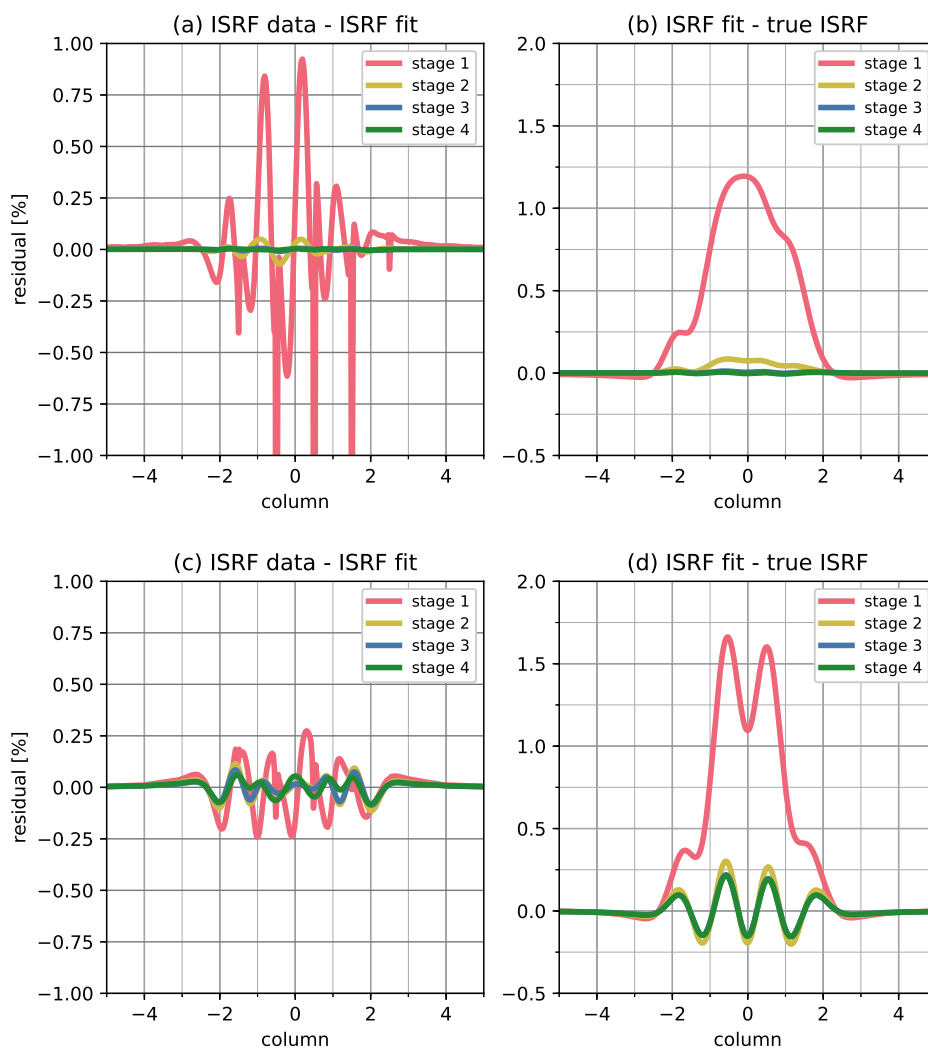 (a) ISRF data - ISRF fit
1.00
0.75
0.50
0.25
0.00
−0.25
−0.50
−0.75
−1.00
residual [%]
−4 −2 0 2 4
column
stage 1
stage 2
stage 3
stage 4
(b) ISRF fit - true ISRF
2.0
1.5
1.0
0.5
0.0
−0.5
−4 −2 0 2 4
column
stage 1
stage 2
stage 3
stage 4
(c) ISRF data - ISRF fit
1.00
0.75
0.50
0.25
0.00
−0.25
−0.50
−0.75
−1.00
residual [%]
−4 −2 0 2 4
column
stage 1
stage 2
stage 3
stage 4
(d) ISRF fit - true ISRF
2.0
1.5
1.0
0.5
0.0
−0.5
−4 −2 0 2 4
column
stage 1
stage 2
stage 3
stage 4